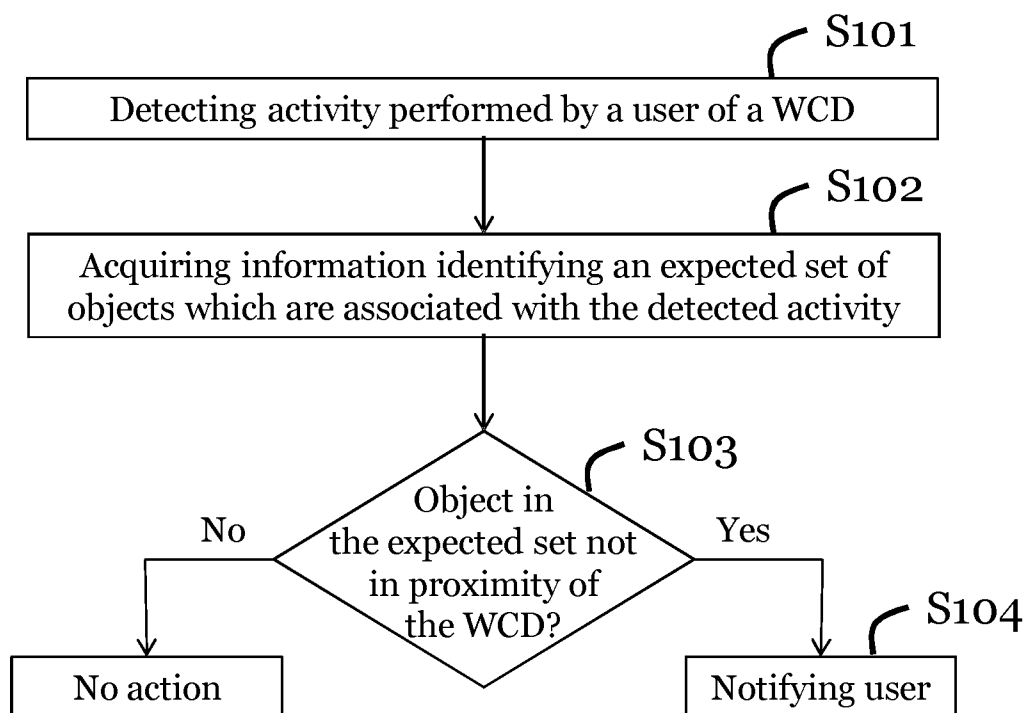 S101
Detecting activity performed by a user of a WCD
S102
Acquiring information identifying an expected set of
objects which are associated with the detected activity
S103
Object in
the expected set not
in proximity of
the WCD?
No
Yes
S104
No action
Notifying user